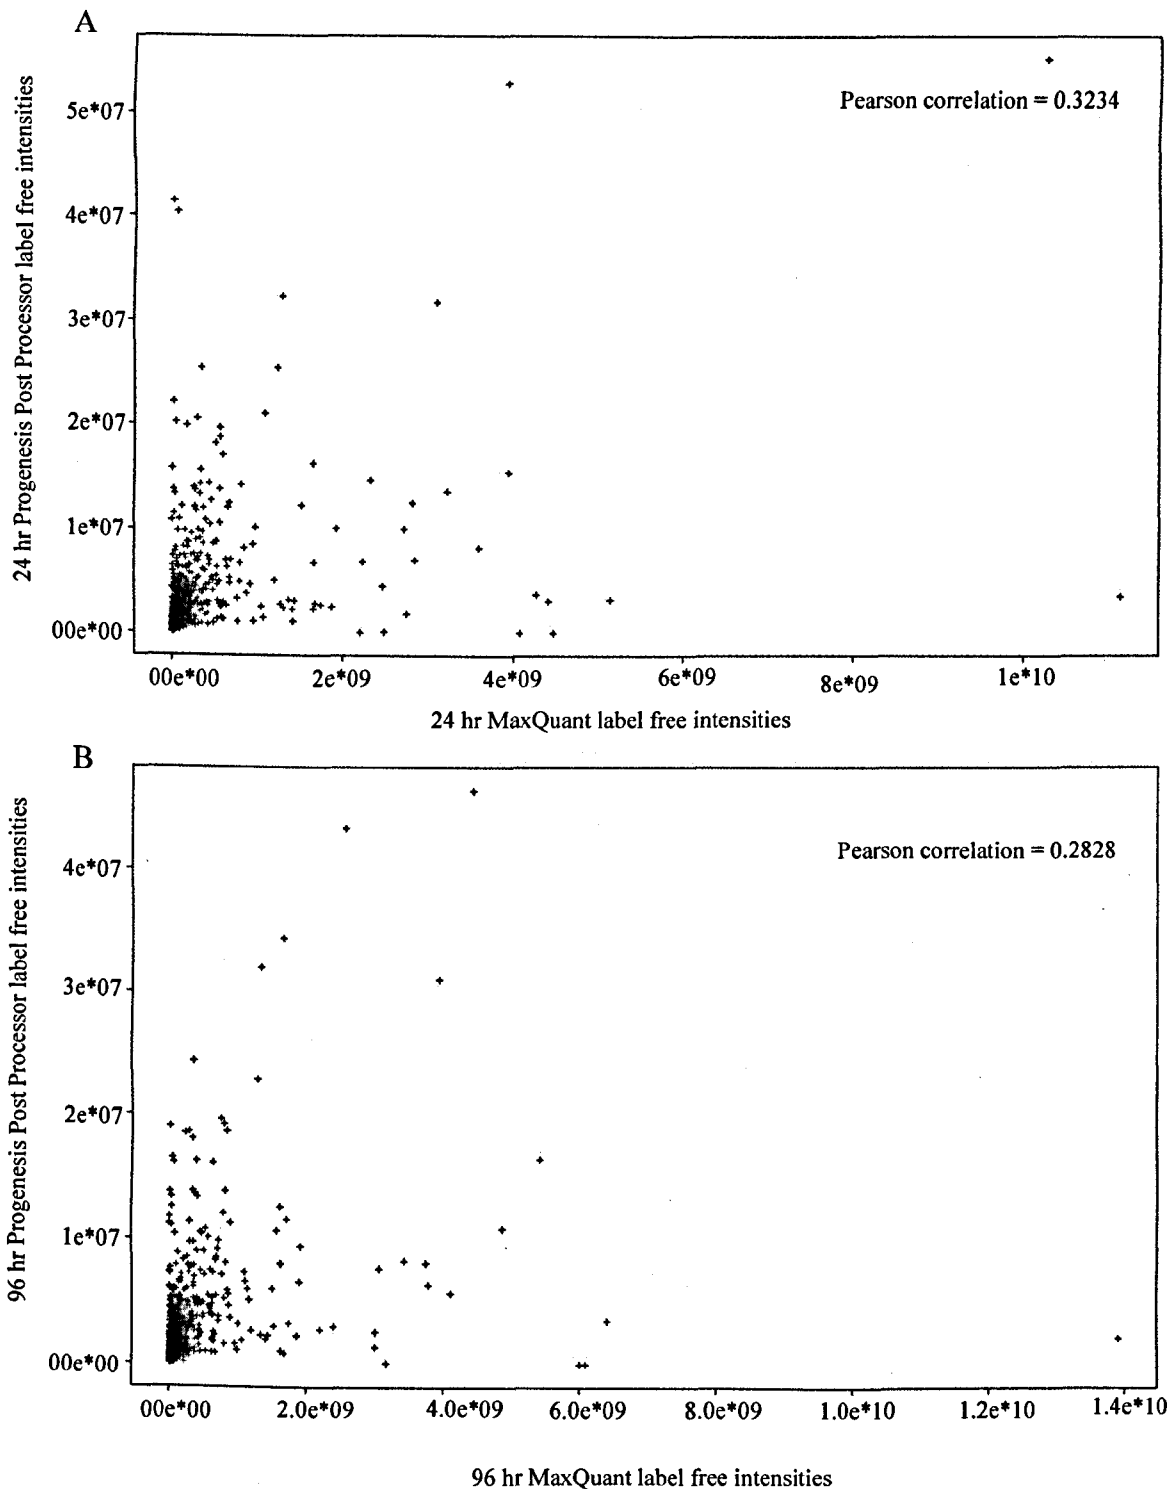 A
24 hr Progenesis Post Processor label free intensities
Pearson correlation = 0.3234
5e*07
4e*07
3e*07
2e*07
1e*07
00e*00
00e*00 2e*09 4e*09 6e*09 8e*09 1e*10
24 hr MaxQuant label free intensities
B
96 hr Progenesis Post Processor label free intensities
Pearson correlation = 0.2828
4e*07
3e*07
2e*07
1e*07
00e*00
00e*00 2.0e*09 4.0e*09 6.0e*09 8.0e*09 1.0e*10 1.2e*10 1.4e*10
96 hr MaxQuant label free intensities